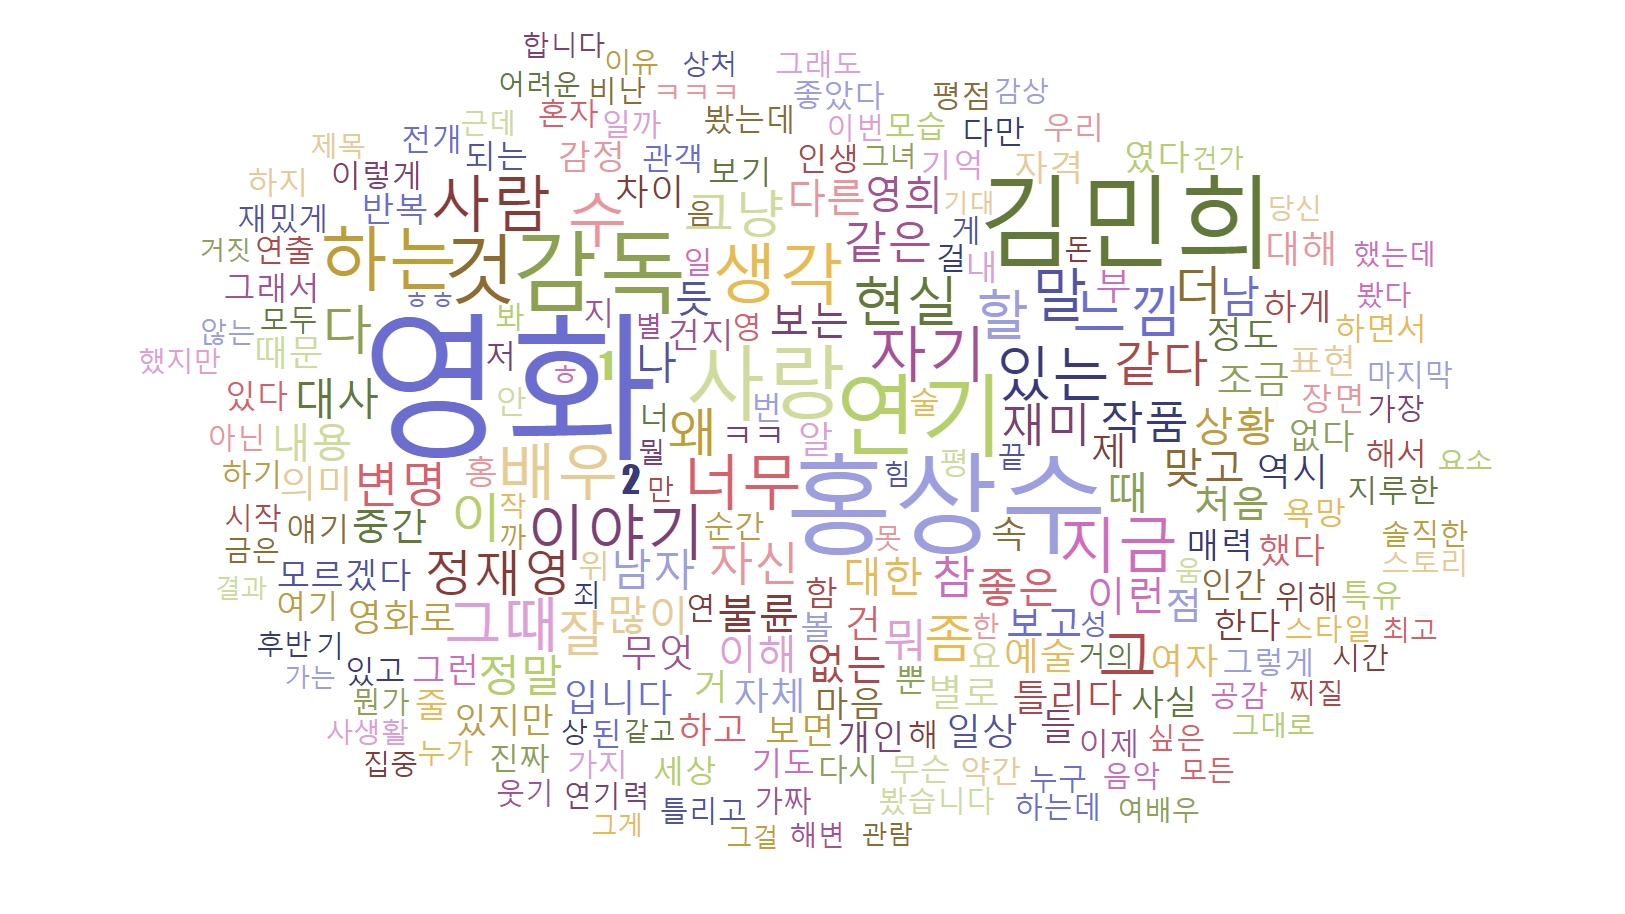 합니다
이유 상처 그래도
어려운 비난 ㅋㅋㅋ 좋았다 평점 감상
근데 혼자 일까 봤는데 이번 모습 다만 우리
제목 전개 되는 감정 관객 보기 인생 그녀 기억 자격 였다 건가
하지 이렇게 사람 수 차이 음 그냥 다른 영희 기대 김민희 당신
재밌게 반복 같은 게
거짓 연출 하는 것 감독 일 생각 걸 내 돈 대해 했는데
그래서 ㅎㅎ 듯 현실 할 말 느낌 부 더 남 하게 봤다
않는 모두 다 봐 지 별 건지 영 보는 정도 하면서
했지만 때문 저 영화 ㅎ 1 나 사랑 자기 있는 같다 조금 표현 마지막
있다 대사 안 너 번 연기 술 장면 가장
아닌 내용 왜 뭘 ㅋㅋ 알 재미 작품 상황 없다
하기 의미 변명 홍 배우 2 만 너무 힘 평 끝 제 맞고 역시 해서 요소
시작 얘기 중간 이 작 까 이야기 순간 홍상수 못 속 때 처음 욕망 지루한
금은 지금 매력 했다 솔직한
결과 모르겠다 정재영 위 남자 자신 대한 참 좋은 움 인간 스토리
여기 영화로 그때 잘 죄 많이 연 불륜 함 볼 건 뭐 좀 한 이런 점 위해 특유
후반 기 보고 성 한다 스타일 최고
가는 있고 그런 정말 무엇 이해 없는 요 예술 거의 그 여자 그렇게 시간
뭔가 줄 있지만 입니다 거 자체 마음 뿐 별로 틀리다 사실 공감 찌질
사생활 상 된 같고 하고 보면 개인 해 일상 들 이제 싶은 그대로
집중 누가 진짜 가지 세상 기도 다시 무슨 약간 누구 음악 모든
웃기 연기력 틀리고 가짜 봤습니다 하는데 여배우
그게 그걸 해변 관람